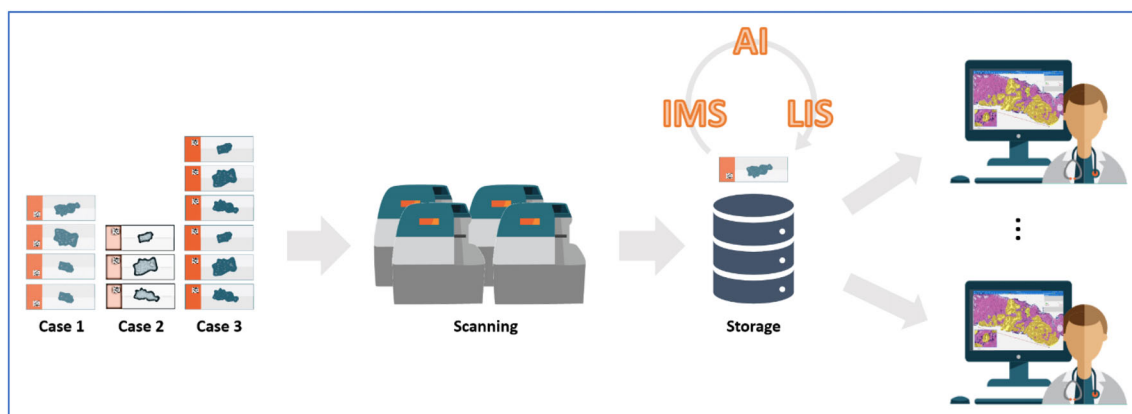 AI
IMS
LIS
Case 1
Case 2
Case 3
Scanning
Storage